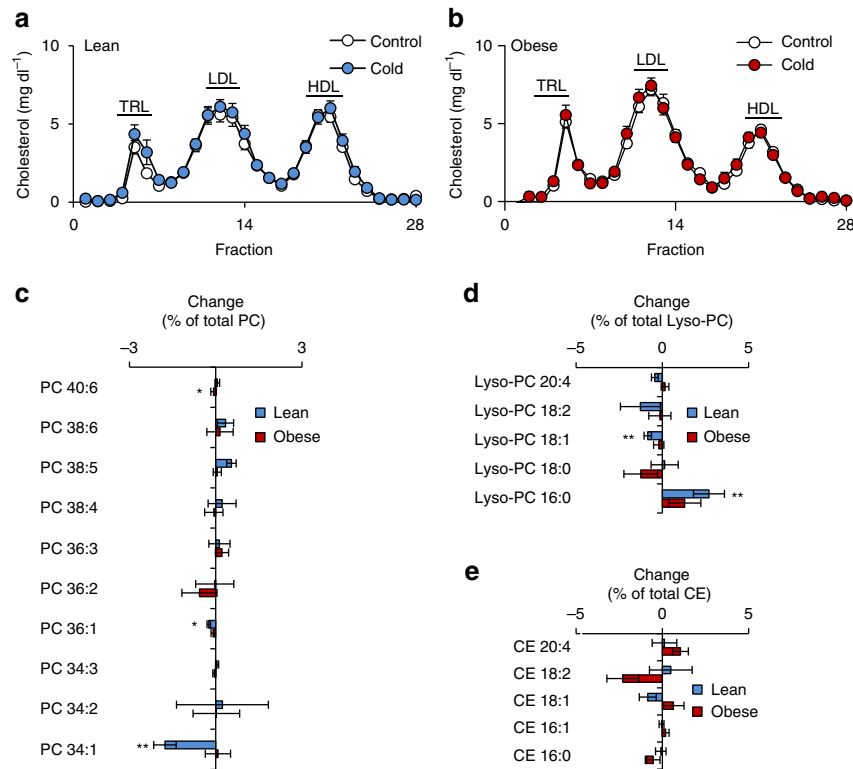 a
Lean
Control
Cold
Cholesterol (mg dl⁻¹)
10
5
0
TRL
LDL
HDL
0
14
28
Fraction
b
Obese
Control
Cold
Cholesterol (mg dl⁻¹)
10
5
0
TRL
LDL
HDL
0
14
28
Fraction
c
Change
(% of total PC)
–3
3
PC 40:6
*
PC 38:6
PC 38:5
PC 38:4
PC 36:3
PC 36:2
PC 36:1
*
PC 34:3
PC 34:2
PC 34:1
**
Lean
Obese
d
Change
(% of total Lyso-PC)
–5
0
5
Lyso-PC 20:4
Lyso-PC 18:2
Lyso-PC 18:1
**
Lyso-PC 18:0
Lyso-PC 16:0
**
Lean
Obese
e
Change
(% of total CE)
–5
0
5
CE 20:4
CE 18:2
CE 18:1
CE 16:1
CE 16:0
Lean
Obese